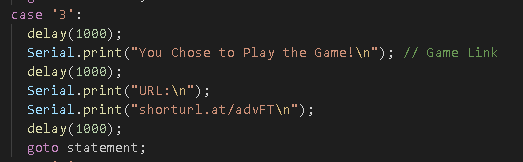 case '3':
delay(1000);
Serial.print("You Chose to Play the Game!\n"); // Game Link
delay(1000);
Serial.print("URL:\n");
Serial.print("shorturl.at/advFT\n");
delay(1000);
goto statement;